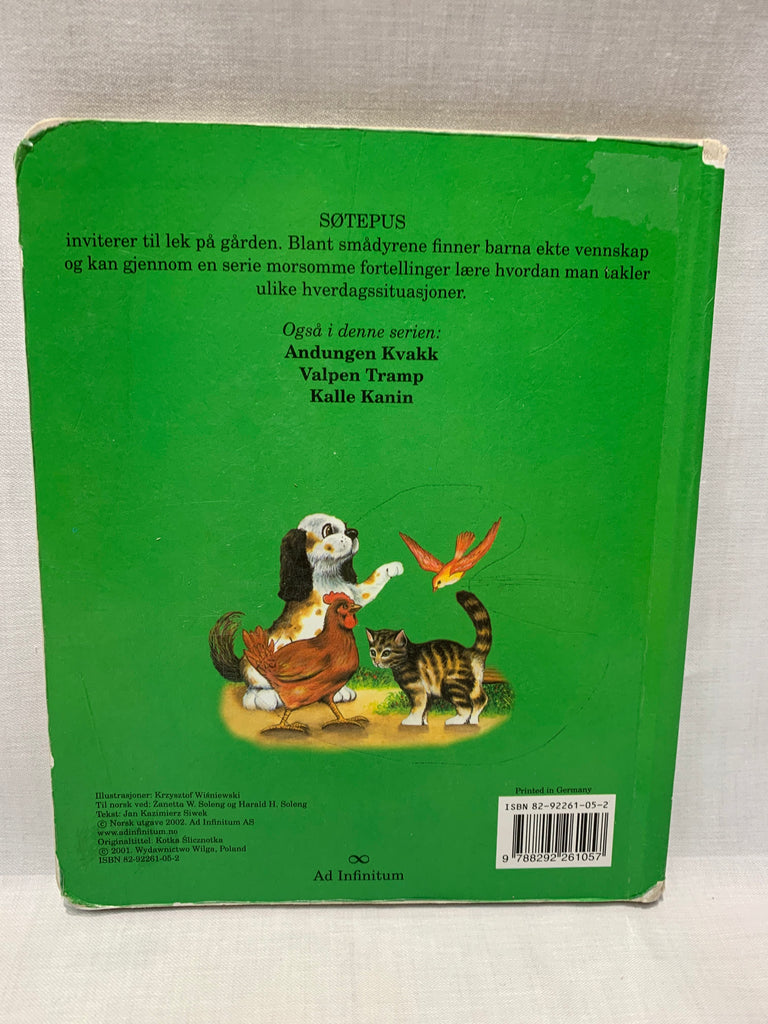 SØTEPUS
inviterer til lek på gården. Blant smådyrene finner barna ekte vennskap
og kan gjennom en serie morsomme fortellinger lære hvordan man takler
ulike hverdagssituasjoner.
Også i denne serien:
Andungen Kvakk
Valpen Tramp
Kalle Kanin
Illustrasjoner: Krzysztof Wiśniewski
Til norsk ved: Zanetta W. Soleng og Harald H. Soleng
Tekst: Jan Kazimierz Siwek
© Norsk utgave 2002. Ad Infinitum AS
www.adinfinitum.no
Originaltittel: Kotka Ślicznotka
© 2001. Wydawnictwo Wilga, Poland
ISBN 82-92261-05-2
Ad Infinitum
Printed in Germany
ISBN 82-92261-05-2
9 788292 261057